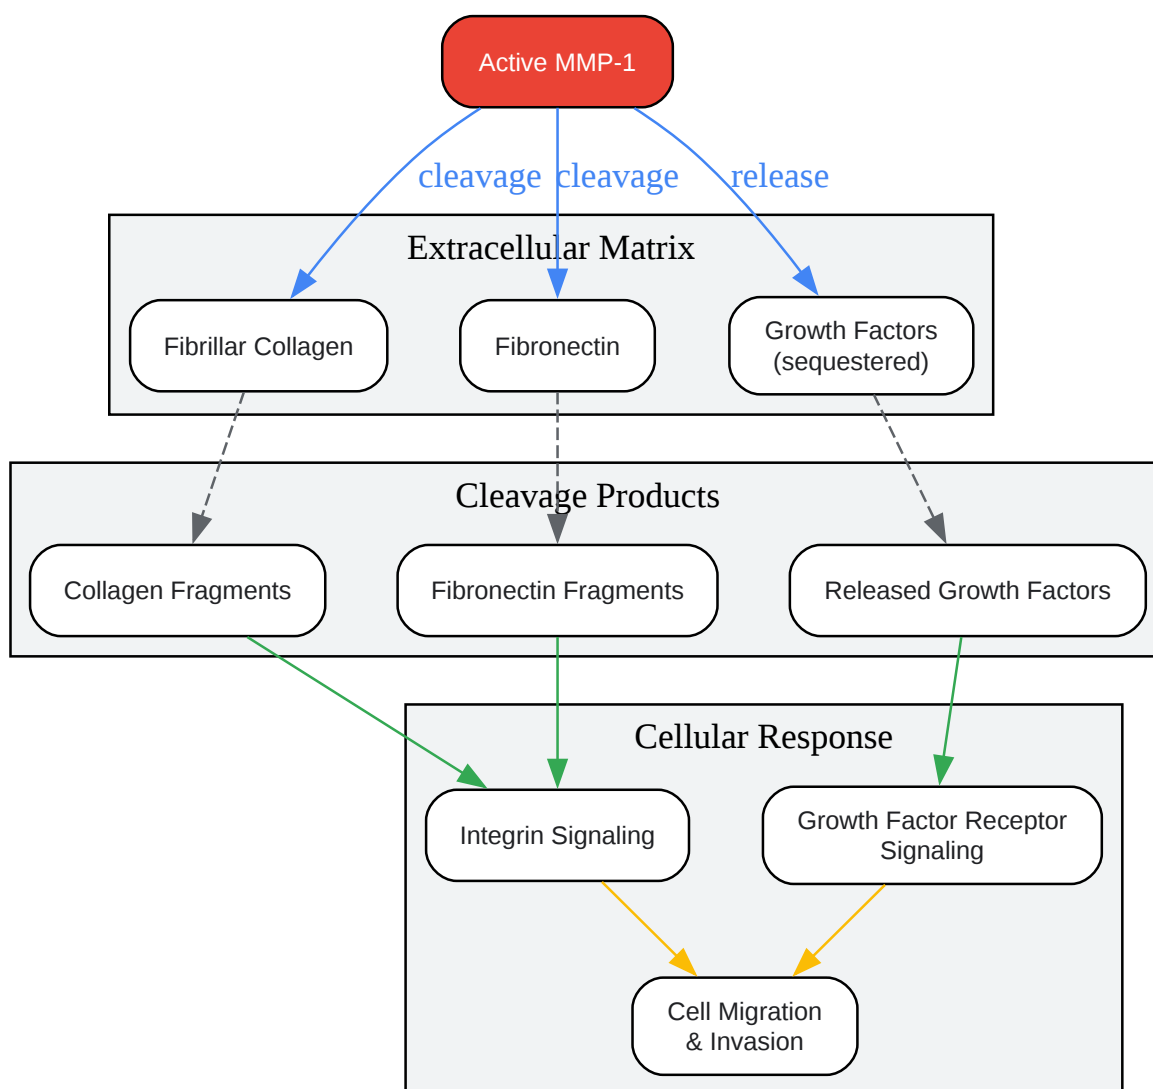 Active MMP-1
cleavage
cleavage
release
Extracellular Matrix
Fibrillar Collagen
Fibronectin
Growth Factors
(sequestered)
Cleavage Products
Collagen Fragments
Fibronectin Fragments
Released Growth Factors
Cellular Response
Integrin Signaling
Growth Factor Receptor
Signaling
Cell Migration
& Invasion